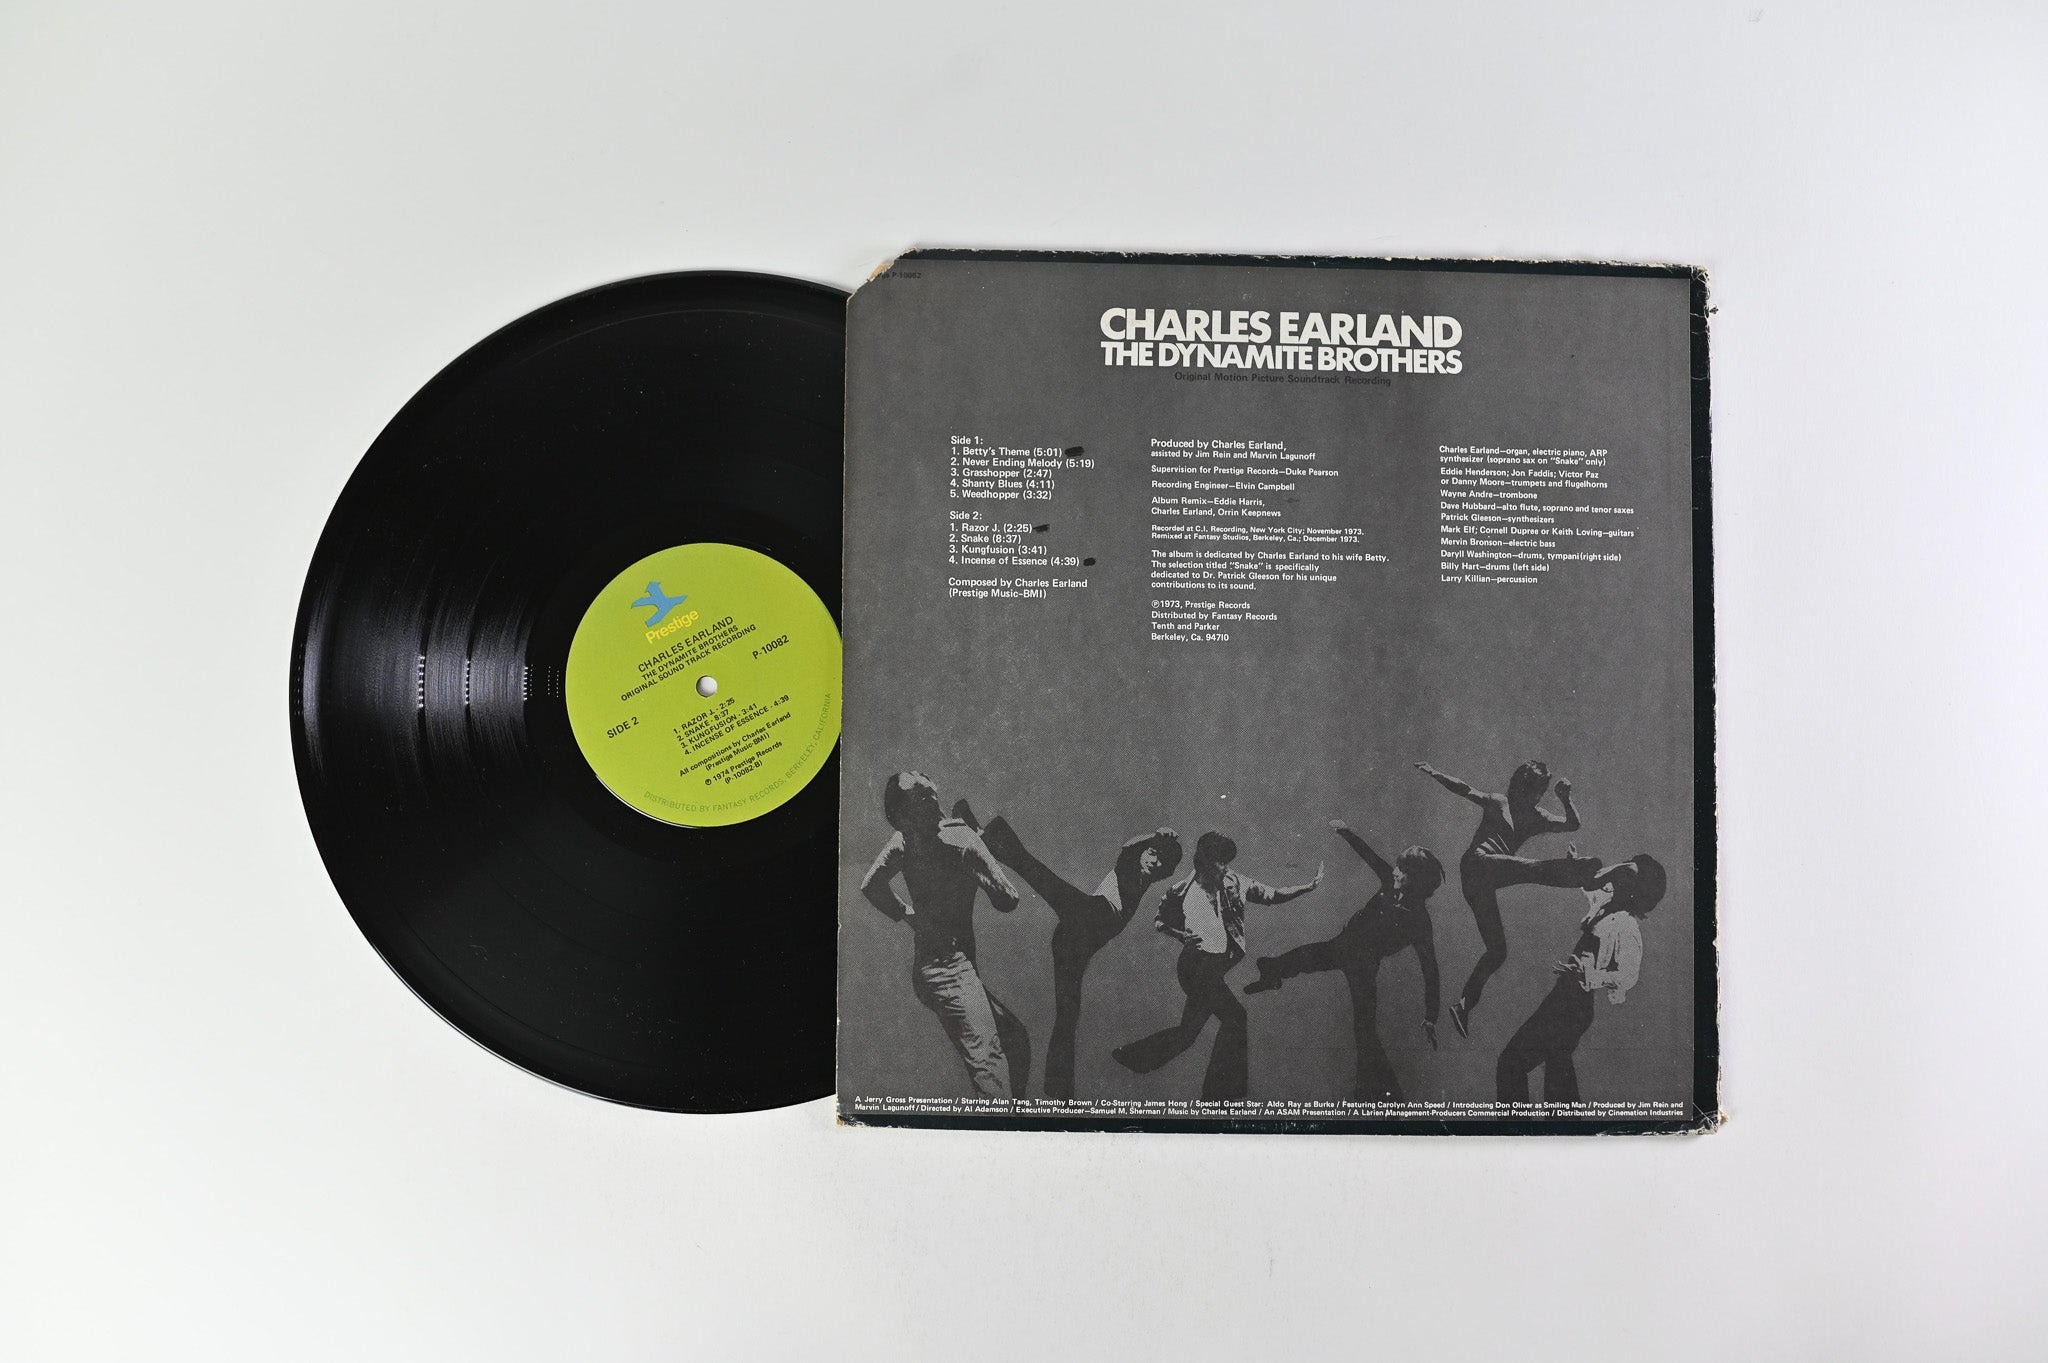 Prestige
CHARLES EARLAND
THE DYNAMITE BROTHERS
ORIGINAL SOUND TRACK RECORDING
P-10082
SIDE 2
1. RAZOR J. - 2:25
2. SNAKE - 8:37
3. KUNGFUSION - 3:41
4. INCENSE OF ESSENCE - 4:39
All compositions by Charles Earland
(Prestige Music-BMI)
℗ 1974 Prestige Records
(P-10082-B)
DISTRIBUTED BY FANTASY RECORDS, BERKELEY, CALIFORNIA
P-10082
CHARLES EARLAND
THE DYNAMITE BROTHERS
Original Motion Picture Soundtrack Recording
Side 1:
1. Betty's Theme (5:01)
2. Never Ending Melody (5:19)
3. Grasshopper (2:47)
4. Shanty Blues (4:11)
5. Weedhopper (3:32)
Side 2:
1. Razor J. (2:25)
2. Snake (8:37)
3. Kungfusion (3:41)
4. Incense of Essence (4:39)
Composed by Charles Earland
(Prestige Music-BMI)
Produced by Charles Earland,
assisted by Jim Rein and Marvin Lagunoff
Supervision for Prestige Records—Duke Pearson
Recording Engineer—Elvin Campbell
Album Remix—Eddie Harris,
Charles Earland, Orrin Keepnews
Recorded at C.I. Recording, New York City; November 1973.
Remixed at Fantasy Studios, Berkeley, Ca.; December 1973.
The album is dedicated by Charles Earland to his wife Betty.
The selection titled "Snake" is specifically
dedicated to Dr. Patrick Gleeson for his unique
contributions to its sound.
℗1973, Prestige Records
Distributed by Fantasy Records
Tenth and Parker
Berkeley, Ca. 94710
Charles Earland—organ, electric piano, ARP
synthesizer (soprano sax on "Snake" only)
Eddie Henderson; Jon Faddis; Victor Paz
or Danny Moore—trumpets and flugelhorns
Wayne Andre—trombone
Dave Hubbard—alto flute, soprano and tenor saxes
Patrick Gleeson—synthesizers
Mark Elf; Cornell Dupree or Keith Loving—guitars
Mervin Bronson—electric bass
Daryll Washington—drums, tympani (right side)
Billy Hart—drums (left side)
Larry Killian—percussion
A Jerry Gross Presentation / Starring Alan Tang, Timothy Brown / Co-Starring James Hong / Special Guest Star: Aldo Ray as Burke / Featuring Carolyn Ann Speed / Introducing Don Oliver as Smiling Man / Produced by Jim Rein and
Marvin Lagunoff / Directed by Al Adamson / Executive Producer—Samuel M. Sherman / Music by Charles Earland / An ASAM Presentation / A Larien Management-Producers Commercial Production / Distributed by Cinemation Industries